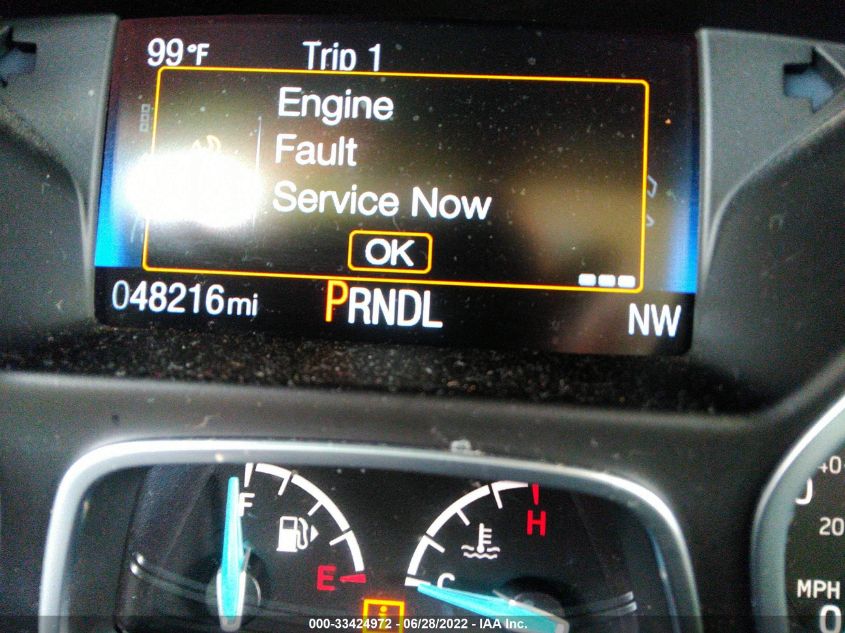 99°F Trip 1
Engine
Fault
Service Now
OK
048216mi PRNDL NW
F H
E C
20
MPH
0
000-33424972 - 06/28/2022 - IAA Inc.